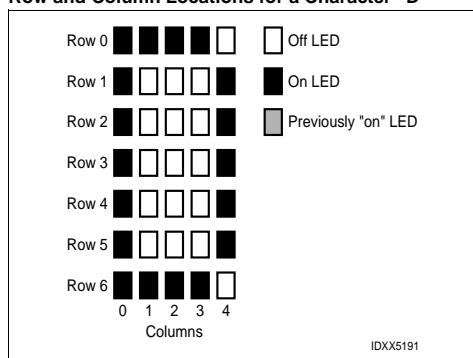 Row and Column Locations for a Character "D"
Row 0
Off LED
Row 1
On LED
Row 2
Previously "on" LED
Row 3
Row 4
Row 5
Row 6
0 1 2 3 4
Columns
IDXX5191